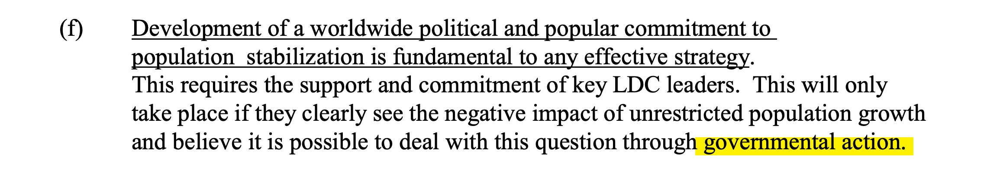 (f) Development of a worldwide political and popular commitment to
population  stabilization is fundamental to any effective strategy.
This requires the support and commitment of key LDC leaders.  This will only
take place if they clearly see the negative impact of unrestricted population growth
and believe it is possible to deal with this question through governmental action.